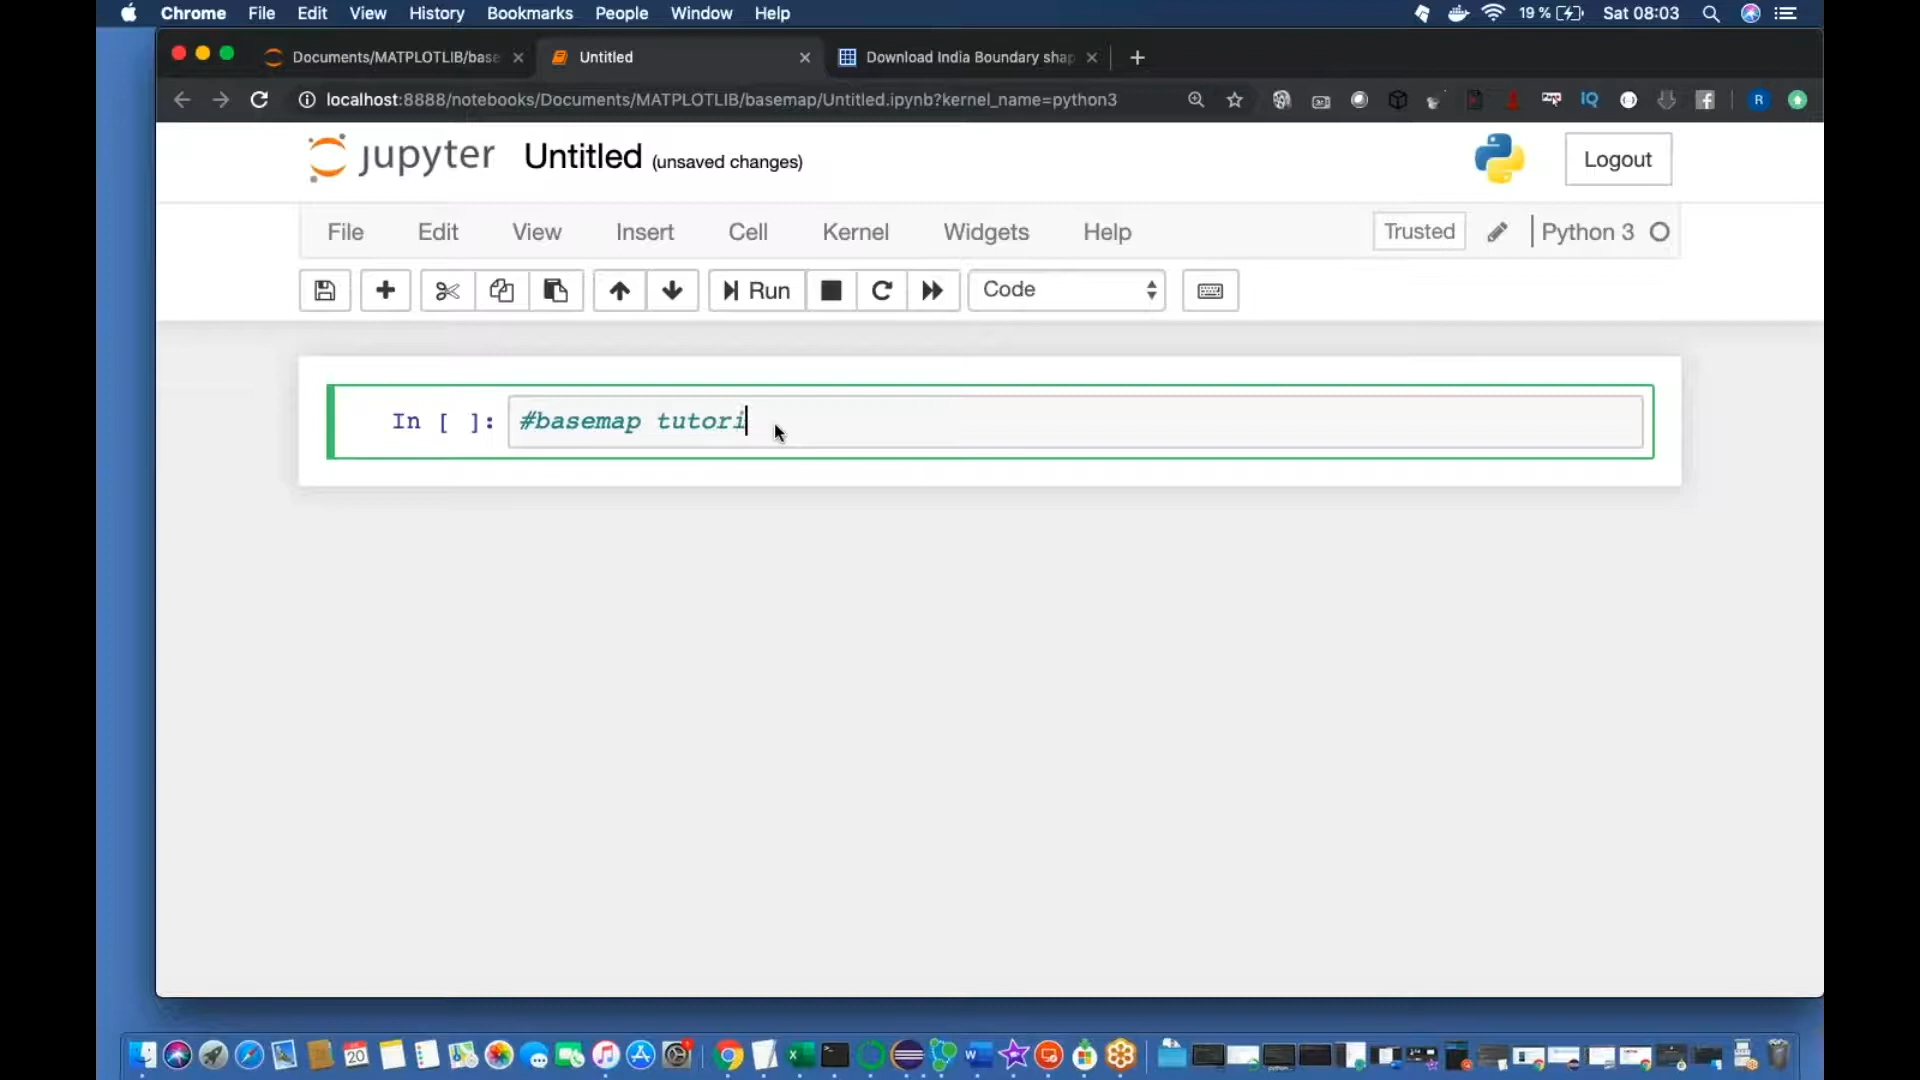 Chrome File Edit View History Bookmarks People Window Help 19 % Sat 08:03
Documents/MATPLOTLIB/base Untitled Download India Boundary shap
localhost:8888/notebooks/Documents/MATPLOTLIB/basemap/Untitled.ipynb?kernel_name=python3 IQ R
jupyter Untitled (unsaved changes) Logout
File Edit View Insert Cell Kernel Widgets Help Trusted Python 3
Run Code
In [ ]: #basemap tutori
20